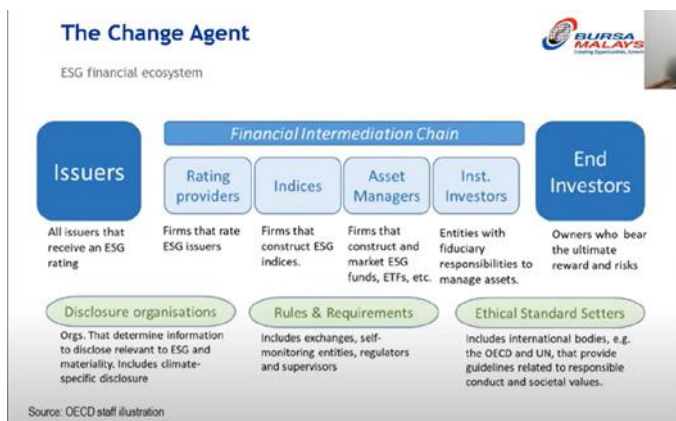 The Change Agent
BURSA
MALAYS
ESG financial ecosystem
Financial Intermediation Chain
Issuers
Rating
providers
Indices
Asset
Managers
Inst.
Investors
End
Investors
All issuers that
receive an ESG
rating
Firms that rate
ESG issuers
Firms that
construct ESG
indices.
Firms that
construct and
market ESG
funds, ETFs, etc.
Entities with
fiduciary
responsibilities to
manage assets.
Owners who bear
the ultimate
reward and risks
Disclosure organisations
Orgs. That determine information
to disclose relevant to ESG and
materiality. Includes climate-
specific disclosure
Rules & Requirements
Includes exchanges, self-
monitoring entities, regulators
and supervisors
Ethical Standard Setters
Includes international bodies, e.g.
the OECD and UN, that provide
guidelines related to responsible
conduct and societal values.
Source: OECD staff illustration